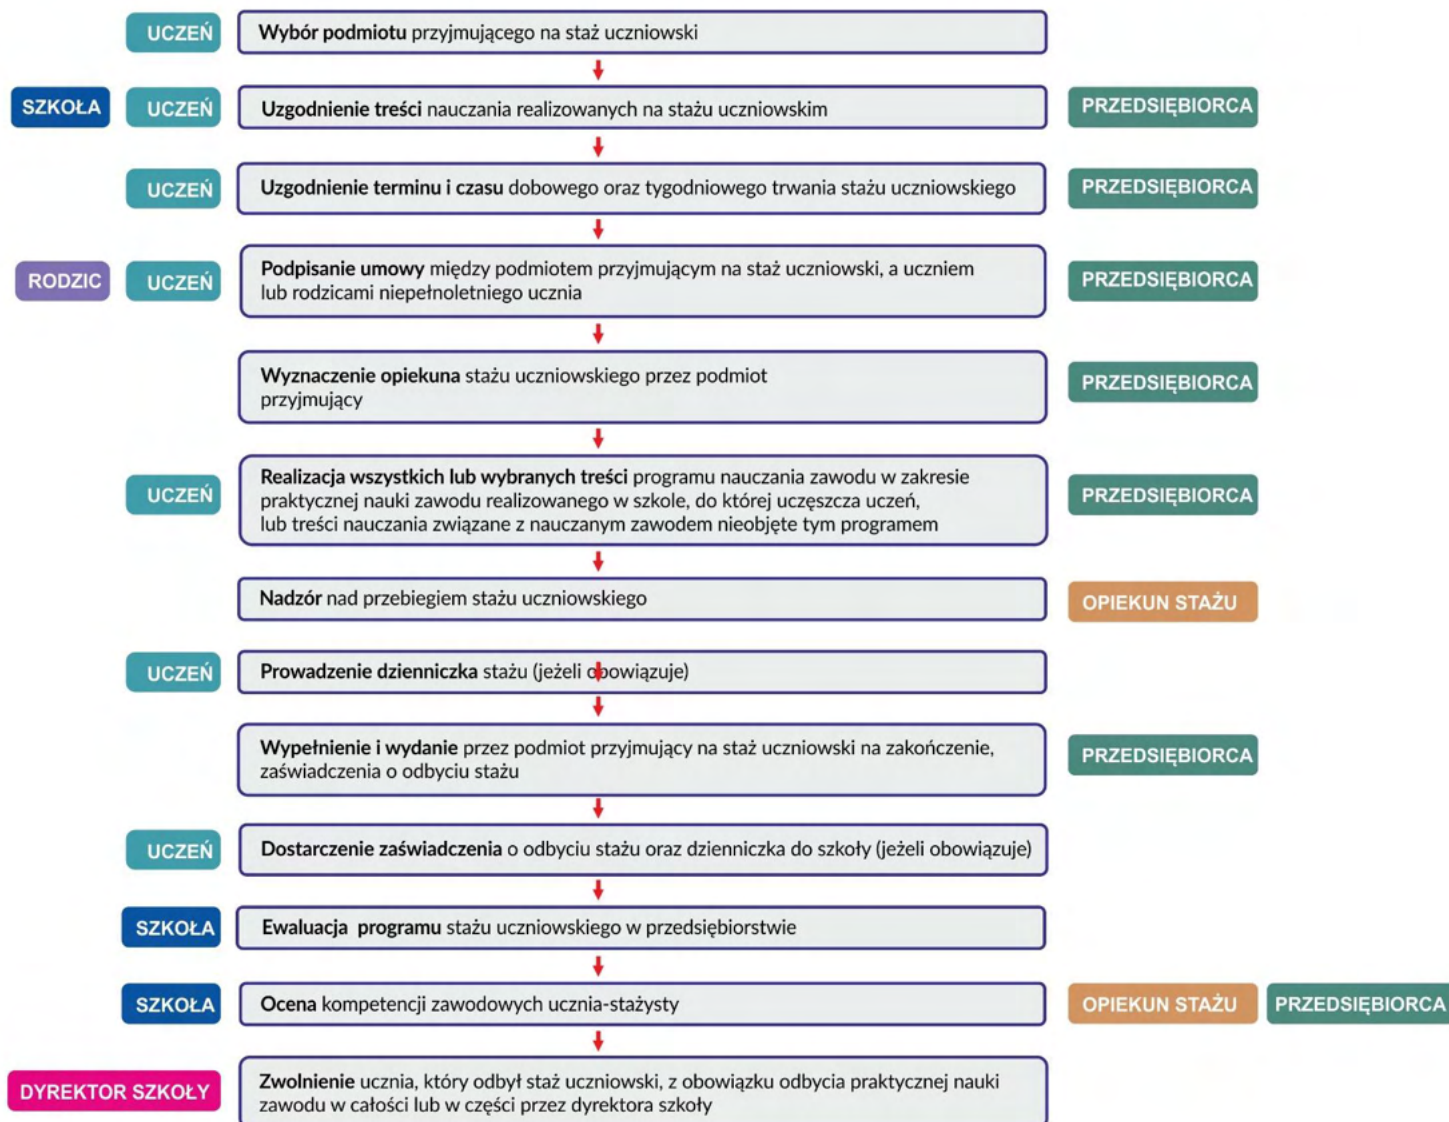 UCZEŃ
Wybór podmiotu przyjmującego na staż uczniowski
SZKOŁA
UCZEŃ
Uzgodnienie treści nauczania realizowanych na stażu uczniowskim
PRZEDSIĘBIORCA
UCZEŃ
Uzgodnienie terminu i czasu dobowego oraz tygodniowego trwania stażu uczniowskiego
PRZEDSIĘBIORCA
RODZIC
UCZEŃ
Podpisanie umowy między podmiotem przyjmującym na staż uczniowski, a uczniem
lub rodzicami niepełnoletniego ucznia
PRZEDSIĘBIORCA
Wyznaczenie opiekuna stażu uczniowskiego przez podmiot
przyjmujący
PRZEDSIĘBIORCA
UCZEŃ
Realizacja wszystkich lub wybranych treści programu nauczania zawodu w zakresie
praktycznej nauki zawodu realizowanego w szkole, do której uczęszcza uczeń,
lub treści nauczania związane z nauczanym zawodem nieobjęte tym programem
PRZEDSIĘBIORCA
Nadzór nad przebiegiem stażu uczniowskiego
OPIEKUN STAŻU
UCZEŃ
Prowadzenie dzienniczka stażu (jeżeli obowiązuje)
Wypełnienie i wydanie przez podmiot przyjmujący na staż uczniowski na zakończenie,
zaświadczenia o odbyciu stażu
PRZEDSIĘBIORCA
UCZEŃ
Dostarczenie zaświadczenia o odbyciu stażu oraz dzienniczka do szkoły (jeżeli obowiązuje)
SZKOŁA
Ewaluacja programu stażu uczniowskiego w przedsiębiorstwie
SZKOŁA
Ocena kompetencji zawodowych ucznia-stażysty
OPIEKUN STAŻU
PRZEDSIĘBIORCA
DYREKTOR SZKOŁY
Zwolnienie ucznia, który odbył staż uczniowski, z obowiązku odbycia praktycznej nauki
zawodu w całości lub w części przez dyrektora szkoły